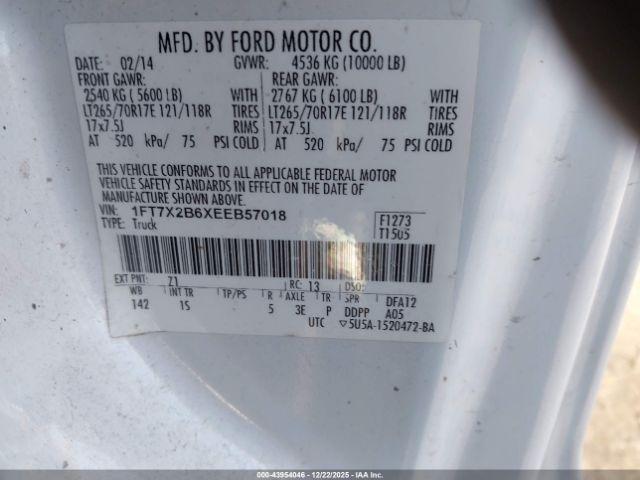 MFD. BY FORD MOTOR CO.
DATE: 02/14 GVWR: 4536 KG (10000 LB)
FRONT GAWR: REAR GAWR:
2540 KG ( 5600 LB) WITH 2767 KG ( 6100 LB) WITH
LT265/70R17E 121/118R TIRES LT265/70R17E 121/118R TIRES
17x7.5J RIMS 17x7.5J RIMS
AT 520 kPa/ 75 PSI COLD AT 520 kPa/ 75 PSI COLD
THIS VEHICLE CONFORMS TO ALL APPLICABLE FEDERAL MOTOR
VEHICLE SAFETY STANDARDS IN EFFECT ON THE DATE OF
MANUFACTURE SHOWN ABOVE.
VIN: 1FT7X2B6XEEB57018 F1273
TYPE: Truck T1505
EXT PNT: Z1 RC: 13 DSO:
WB INT TR TP/PS R AXLE TR SPR DFA12
142 IS 5 3E P DDPP A05
UTC ▽5U5A-1520472-BA
**Stock #: 43954046 - 12/22/2025 - IAAI.COM**